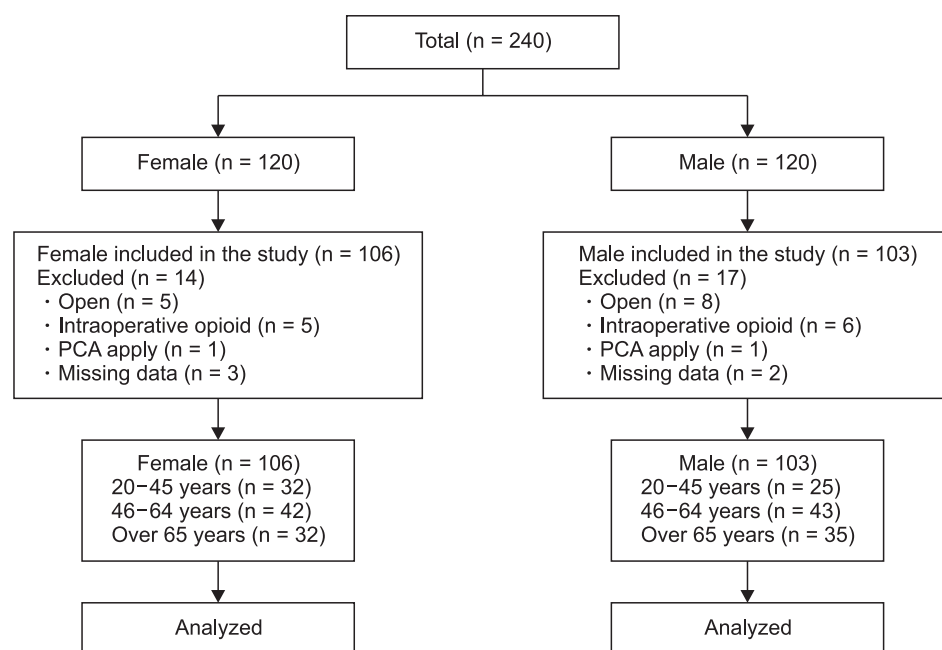 Total (n = 240)
Female (n = 120)
Male (n = 120)
Female included in the study (n = 106)
Excluded (n = 14)
· Open (n = 5)
· Intraoperative opioid (n = 5)
· PCA apply (n = 1)
· Missing data (n = 3)
Male included in the study (n = 103)
Excluded (n = 17)
· Open (n = 8)
· Intraoperative opioid (n = 6)
· PCA apply (n = 1)
· Missing data (n = 2)
Female (n = 106)
20−45 years (n = 32)
46−64 years (n = 42)
Over 65 years (n = 32)
Male (n = 103)
20−45 years (n = 25)
46−64 years (n = 43)
Over 65 years (n = 35)
Analyzed
Analyzed